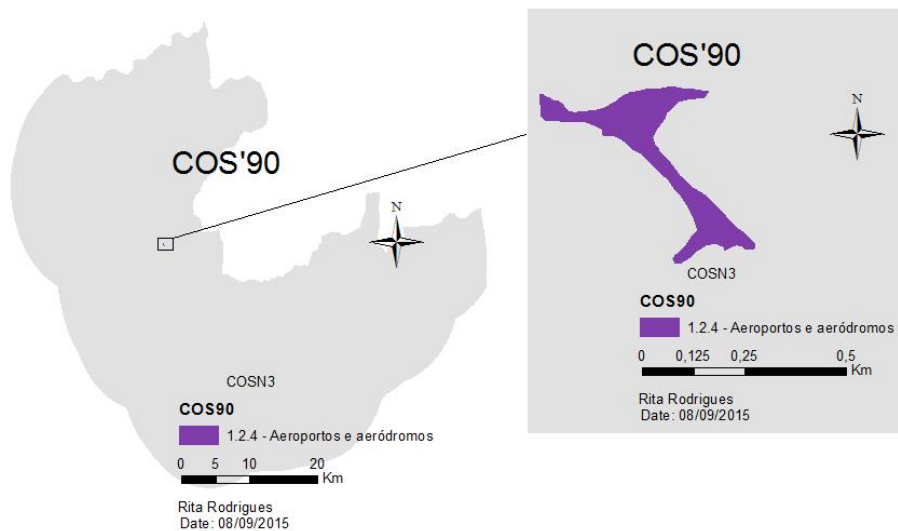 COS'90
N
COSN3
COS90
1.2.4 - Aeroportos e aeródromos
0 5 10 20
Km
Rita Rodrigues
Date: 08/09/2015
COS'90
N
COSN3
COS90
1.2.4 - Aeroportos e aeródromos
0 0,125 0,25 0,5
Km
Rita Rodrigues
Date: 08/09/2015